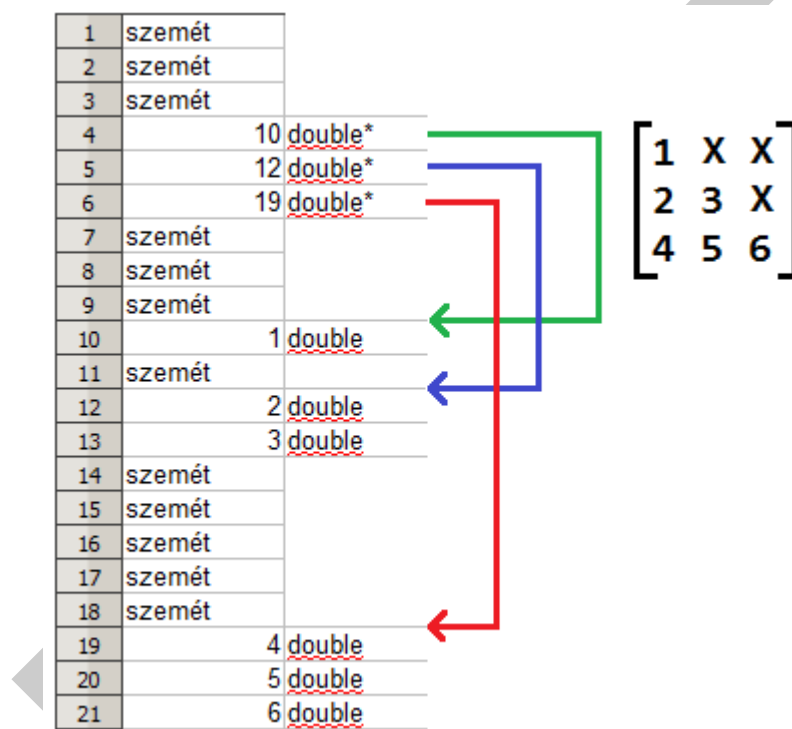 1 szemét
2 szemét
3 szemét
4 10 double*
5 12 double*
6 19 double*
7 szemét
8 szemét
9 szemét
10 1 double
11 szemét
12 2 double
13 3 double
14 szemét
15 szemét
16 szemét
17 szemét
18 szemét
19 4 double
20 5 double
21 6 double
1 X X
2 3 X
4 5 6